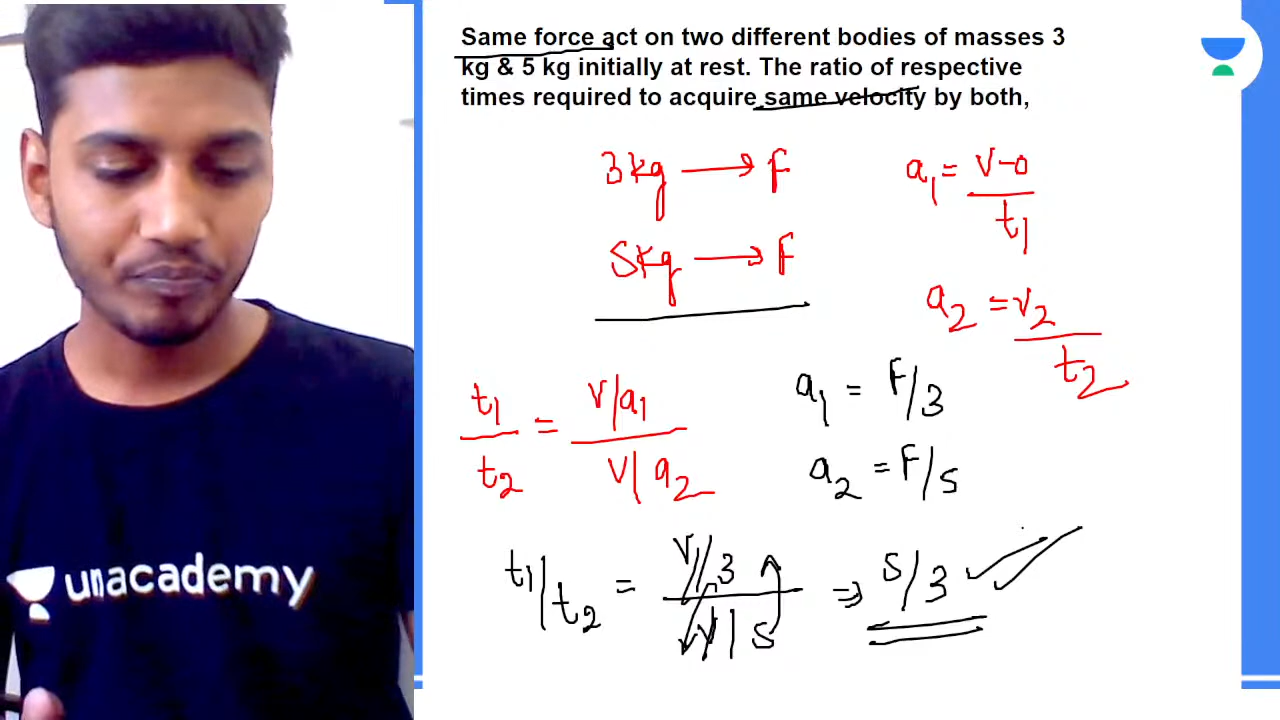 Same force act on two different bodies of masses 3
kg & 5 kg initially at rest. The ratio of respective
times required to acquire same velocity by both,
3kg → F
a1 = V-0 / t1
5kg → F
a2 = V2 / t2
t1 / t2 = V/a1 / V/a2
a1 = F/3
a2 = F/5
t1/t2 = V/3 / V/5 ⇒ 5/3
unacademy